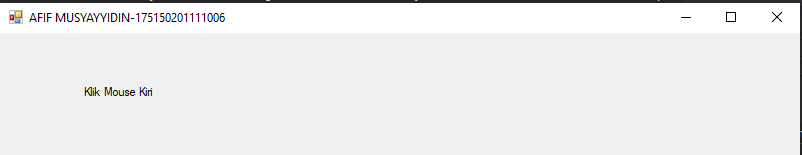 AFIF MUSYAYYIDIN-175150201111006
Klik Mouse Kiri